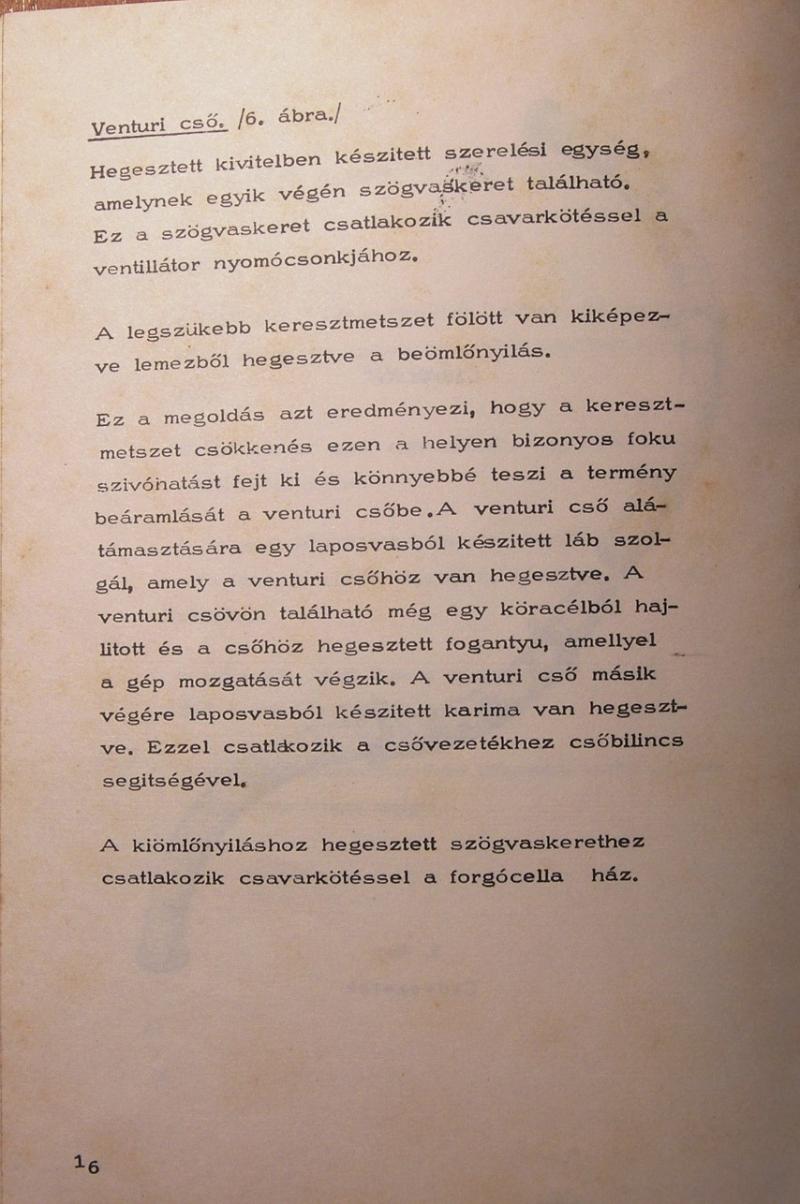 Venturi cső. /6. ábra./
Hegesztett kivitelben készitett szerelési egység,
amelynek egyik végén szögvaskeret található.
Ez a szögvaskeret csatlakozik csavarkötéssel a
ventillátor nyomócsonkjához.
A legszükebb keresztmetszet fölött van kiképez-
ve lemezből hegesztve a beömlőnyilás.
Ez a megoldás azt eredményezi, hogy a kereszt-
metszet csökkenés ezen a helyen bizonyos foku
szivóhatást fejt ki és könnyebbé teszi a termény
beáramlását a venturi csőbe.A venturi cső alá-
támasztására egy laposvasból készitett láb szol-
gál, amely a venturi csőhöz van hegesztve. A
venturi csövön található még egy köracélból haj-
litott és a csőhöz hegesztett fogantyu, amellyel
a gép mozgatását végzik. A venturi cső másik
végére laposvasból készitett karima van hegeszt-
ve. Ezzel csatlakozik a csővezetékhez csőbilincs
segitségével.
A kiömlőnyiláshoz hegesztett szögvaskerethez
csatlakozik csavarkötéssel a forgócella ház.
16